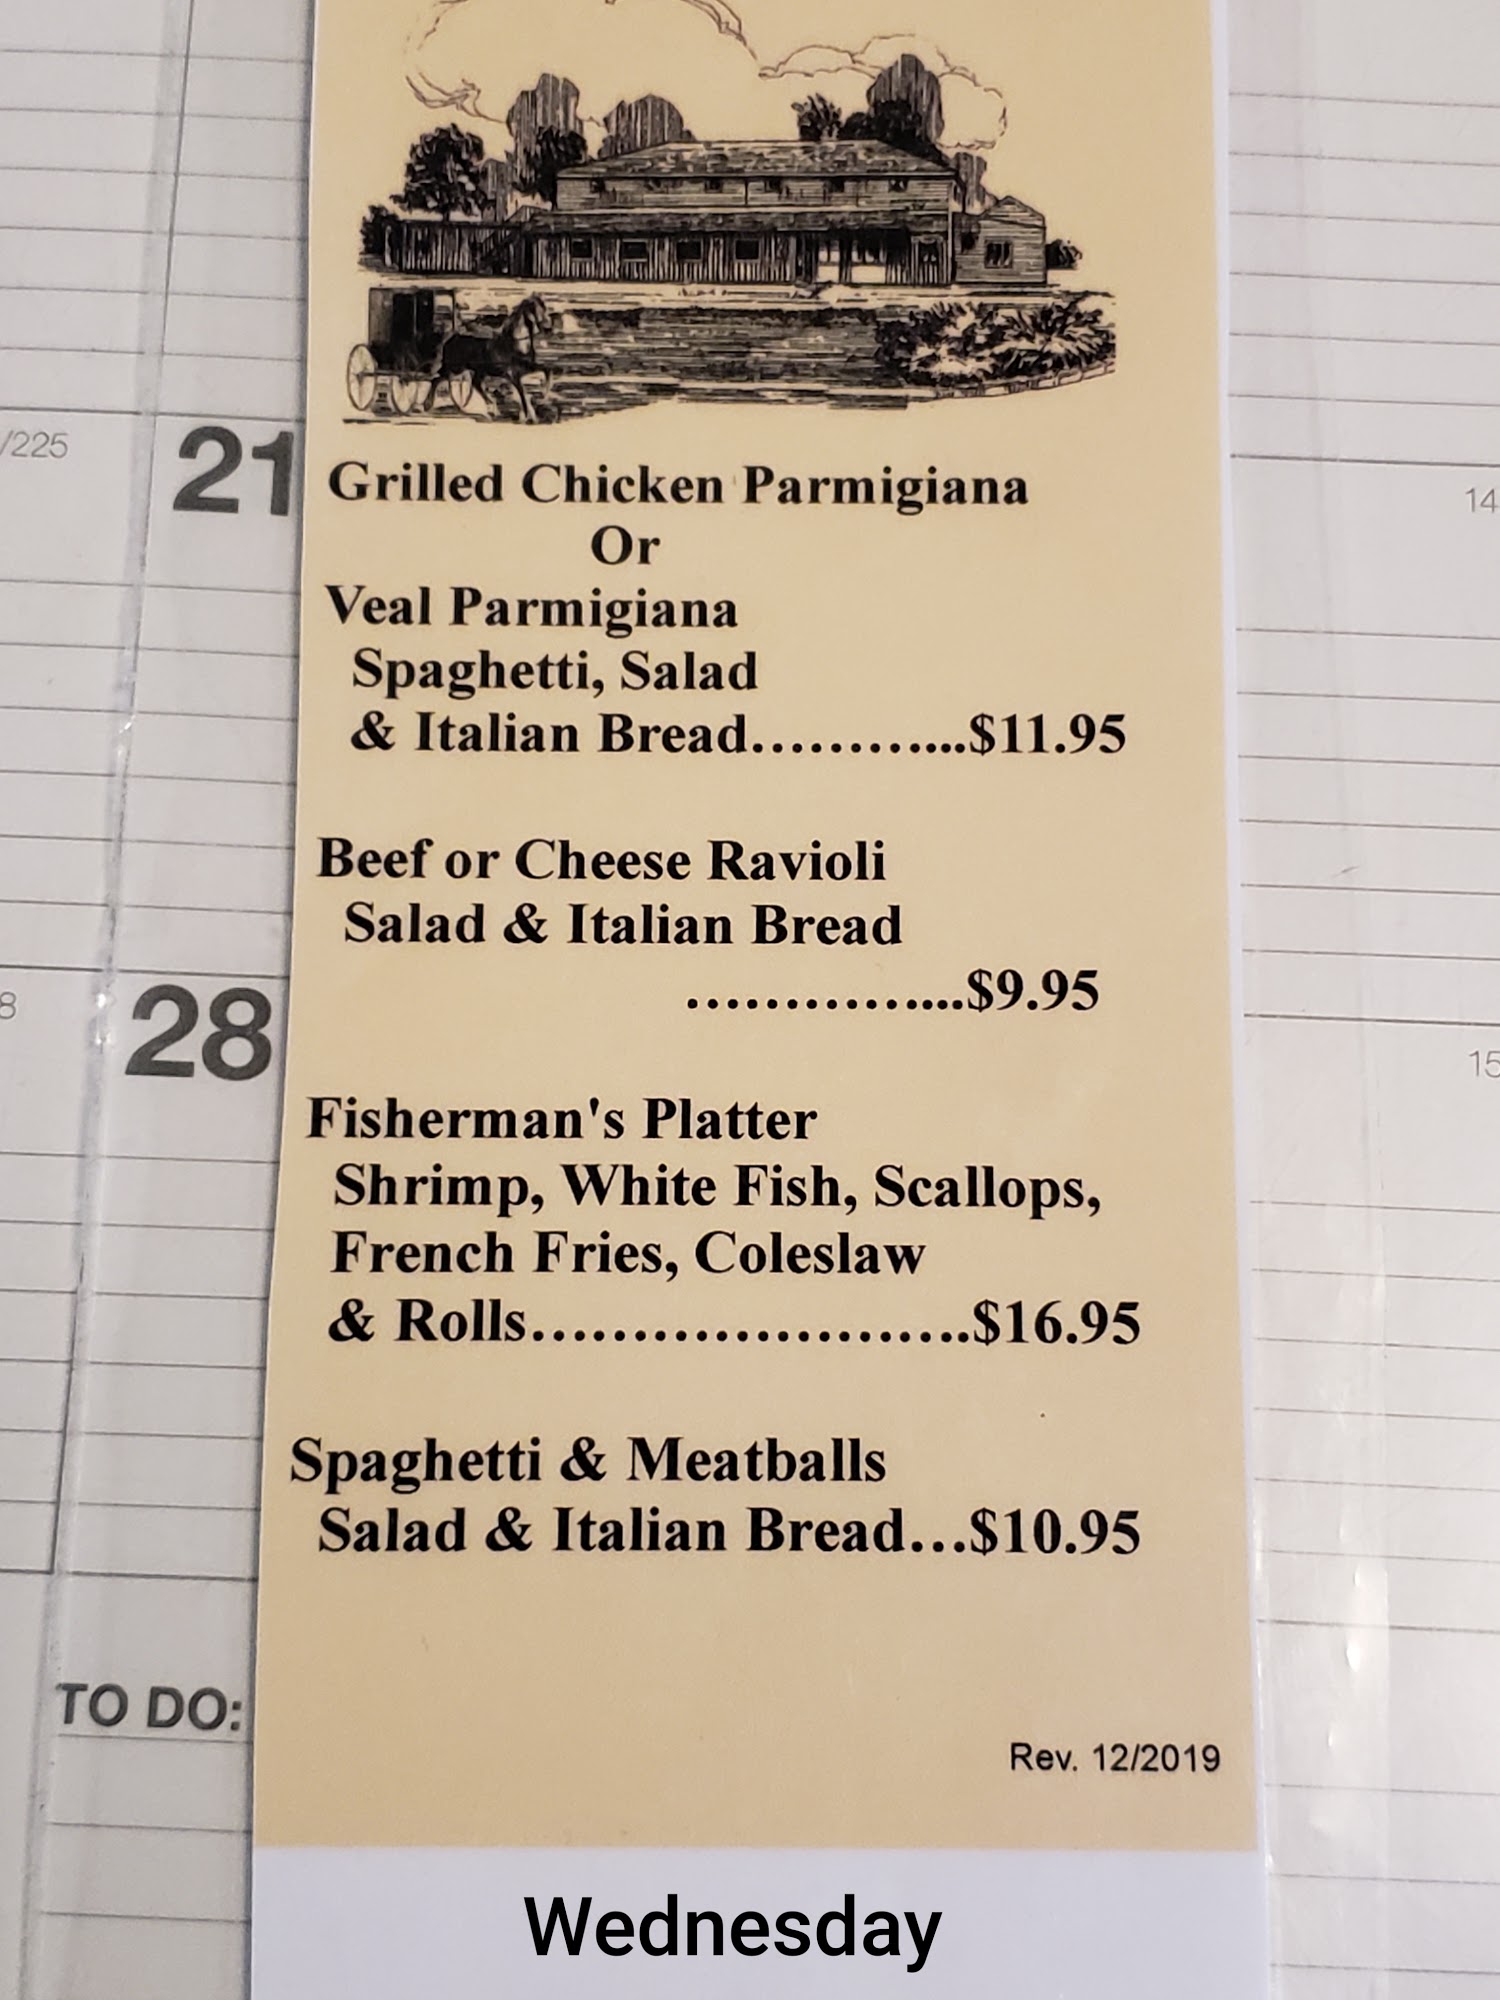 /225
21
14
Grilled Chicken Parmigiana
Or
Veal Parmigiana
Spaghetti, Salad
& Italian Bread............$11.95
Beef or Cheese Ravioli
Salad & Italian Bread
...............$9.95
8
28
15
Fisherman's Platter
Shrimp, White Fish, Scallops,
French Fries, Coleslaw
& Rolls......................$16.95
Spaghetti & Meatballs
Salad & Italian Bread...$10.95
TO DO:
Rev. 12/2019
Wednesday